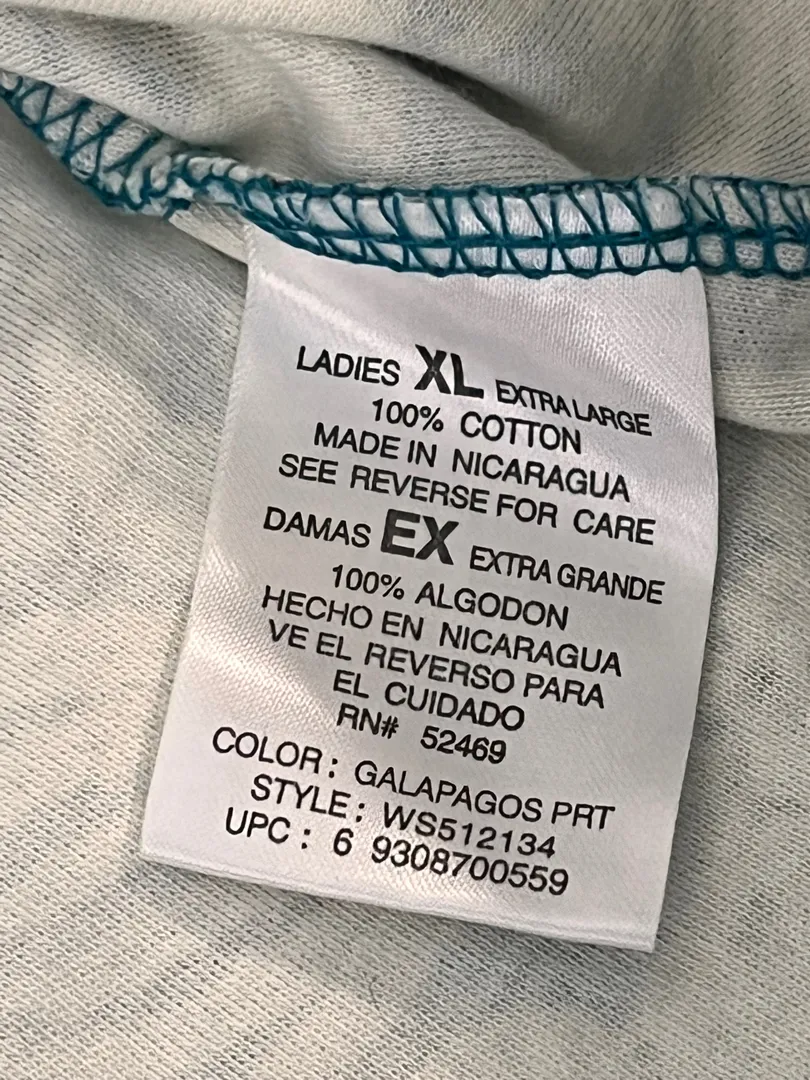 LADIES XL EXTRA LARGE
100% COTTON
MADE IN NICARAGUA
SEE REVERSE FOR CARE
DAMAS EX EXTRA GRANDE
100% ALGODON
HECHO EN NICARAGUA
VE EL REVERSO PARA
EL CUIDADO
RN# 52469
COLOR: GALAPAGOS PRT
STYLE: WS512134
UPC: 6 9308700559